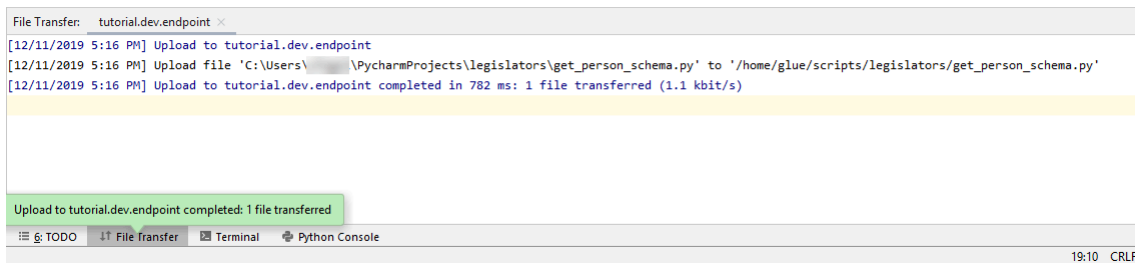 File Transfer: tutorial.dev.endpoint ×
[12/11/2019 5:16 PM] Upload to tutorial.dev.endpoint
[12/11/2019 5:16 PM] Upload file 'C:\Users\ \PycharmProjects\legislators\get_person_schema.py' to '/home/glue/scripts/legislators/get_person_schema.py'
[12/11/2019 5:16 PM] Upload to tutorial.dev.endpoint completed in 782 ms: 1 file transferred (1.1 kbit/s)
Upload to tutorial.dev.endpoint completed: 1 file transferred
6: TODO File Transfer Terminal Python Console
19:10 CRLF